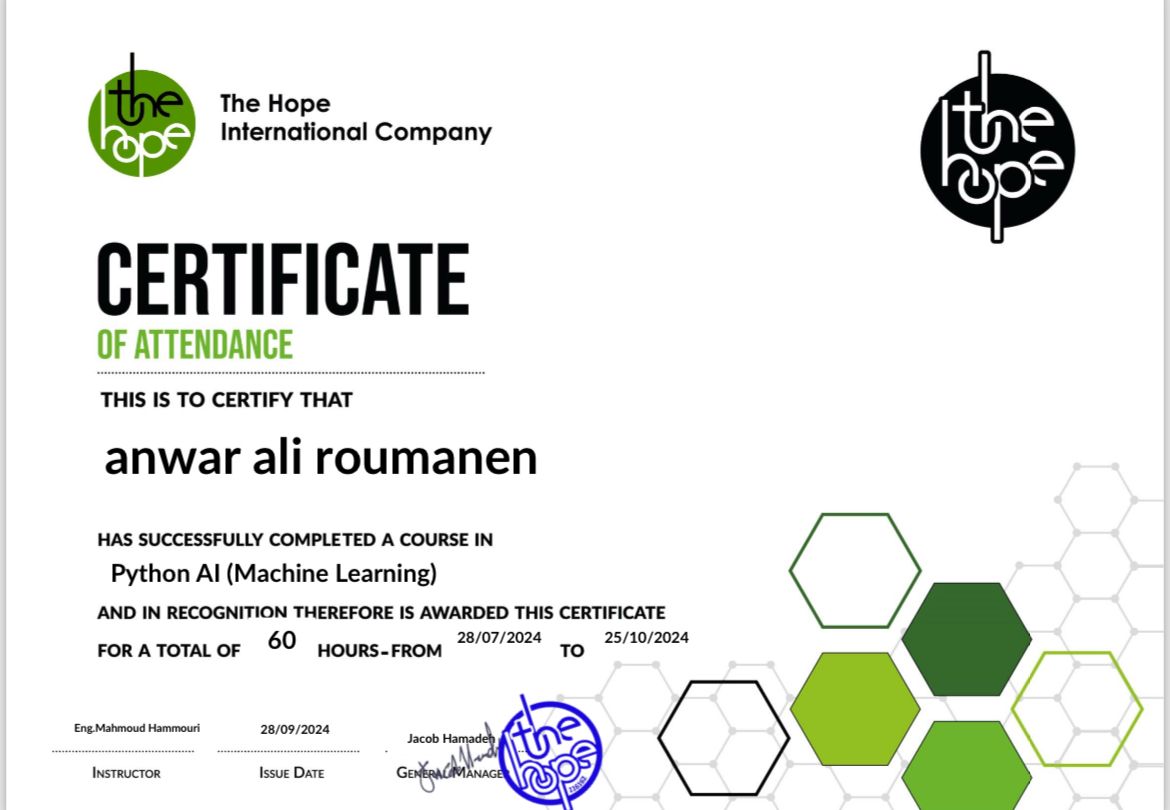 the
hope
The Hope
International Company
the
hope
CERTIFICATE
OF ATTENDANCE
THIS IS TO CERTIFY THAT
anwar ali roumanen
HAS SUCCESSFULLY COMPLETED A COURSE IN
Python AI (Machine Learning)
AND IN RECOGNITION THEREFORE IS AWARDED THIS CERTIFICATE
FOR A TOTAL OF 60 HOURS-FROM 28/07/2024 TO 25/10/2024
Eng.Mahmoud Hammouri 28/09/2024 Jacob Hamadeh
INSTRUCTOR ISSUE DATE GENERAL MANAGER
the
hope